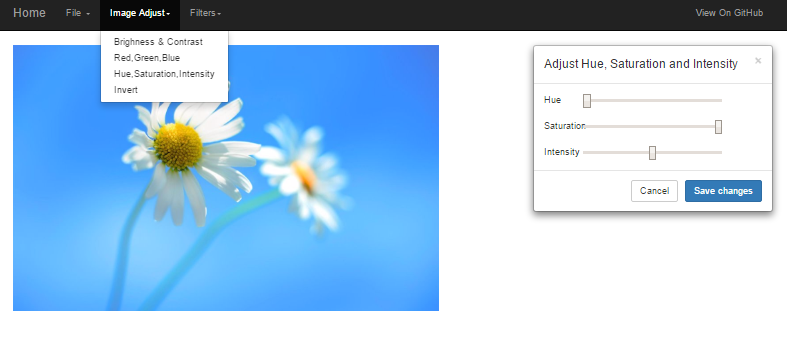 Home File Image Adjust Filters View On GitHub
Brighness & Contrast
Red,Green,Blue
Hue,Saturation,Intensity
Invert
Adjust Hue, Saturation and Intensity ×
Hue
Saturation
Intensity
Cancel Save changes